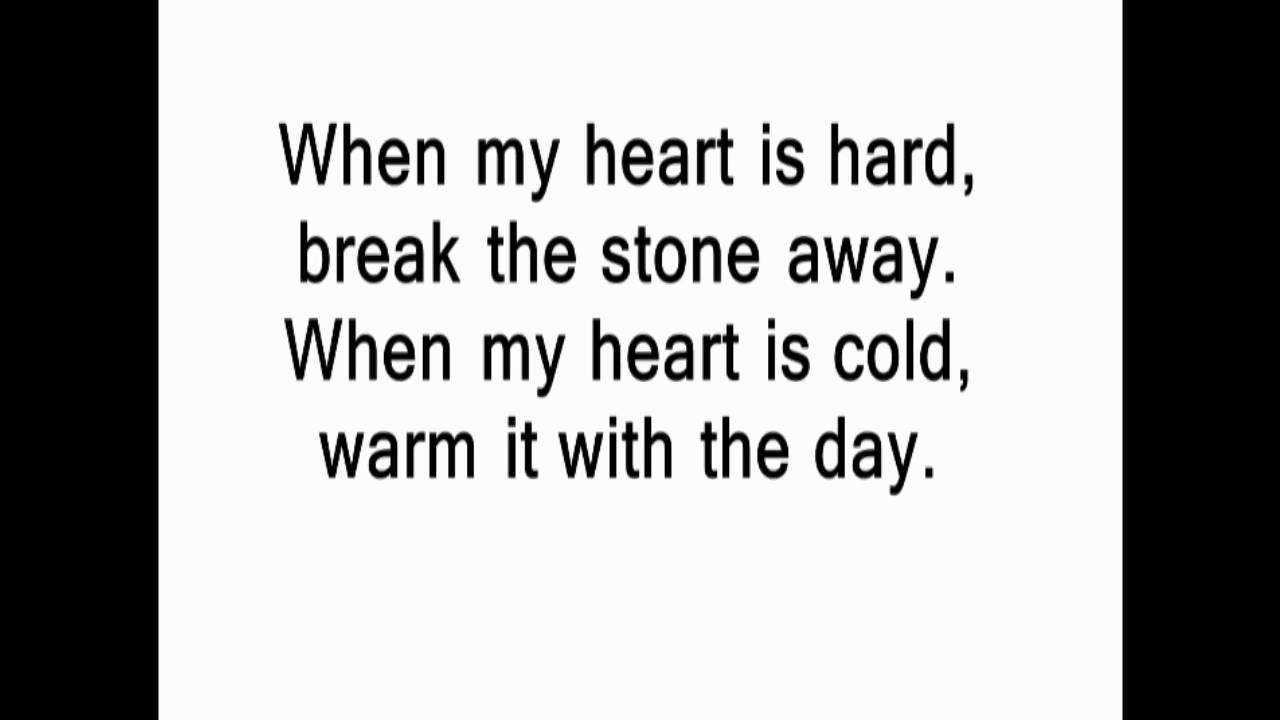 When my heart is hard,
break the stone away.
When my heart is cold,
warm it with the day.